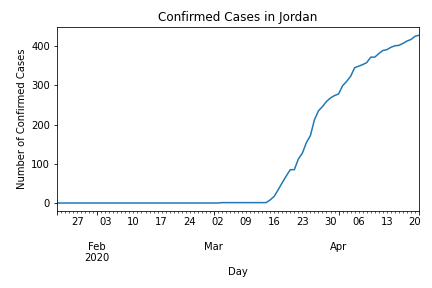 Confirmed Cases in Jordan
Number of Confirmed Cases
400
300
200
100
0
27 03 10 17 24 02 09 16 23 30 06 13 20
Feb Mar Apr
2020
Day